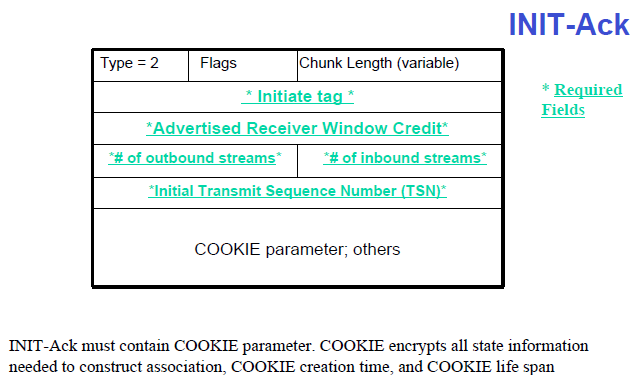 INIT-Ack
Type = 2 Flags Chunk Length (variable)
* Initiate tag *
* Required
Fields
*Advertised Receiver Window Credit*
*# of outbound streams* *# of inbound streams*
*Initial Transmit Sequence Number (TSN)*
COOKIE parameter; others
INIT-Ack must contain COOKIE parameter. COOKIE encrypts all state information
needed to construct association, COOKIE creation time, and COOKIE life span